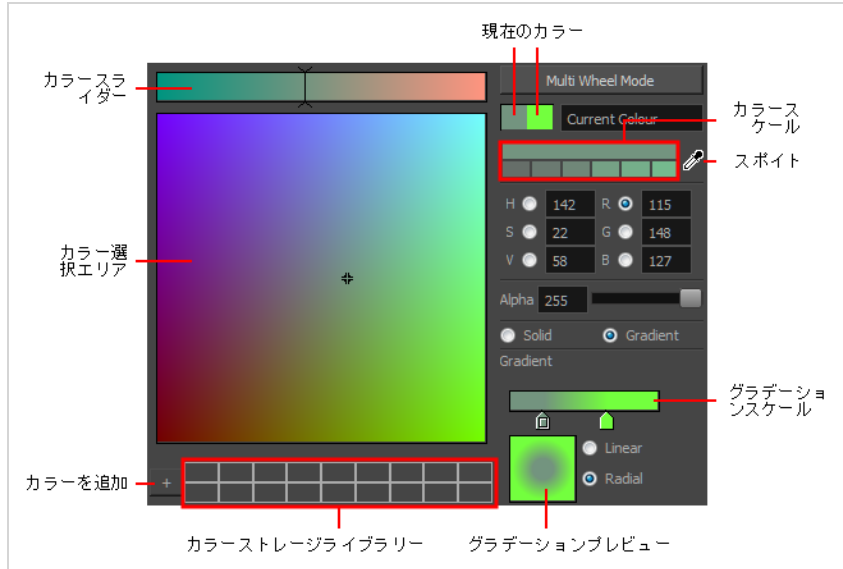 現在のカラー
カラースラ
イダー
Multi Wheel Mode
Current Colour
カラース
ケール
スポイト
H 142 R 115
S 22 G 148
V 58 B 127
カラー選
択エリア
Alpha 255
Solid Gradient
Gradient
グラデーショ
ンスケール
Linear
Radial
カラーを追加
+
カラーストレージライブラリー
グラデーションプレビュー